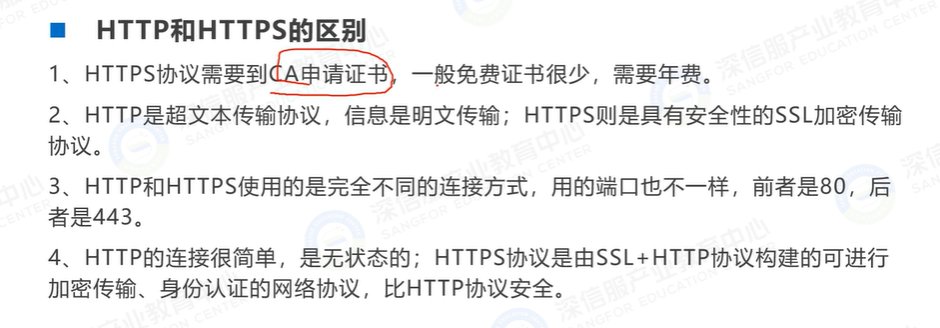 HTTP和HTTPS的区别
1、HTTPS协议需要到CA申请证书，一般免费证书很少，需要年费。
2、HTTP是超文本传输协议，信息是明文传输；HTTPS则是具有安全性的SSL加密传输
协议。
3、HTTP和HTTPS使用的是完全不同的连接方式，用的端口也不一样，前者是80，后
者是443。
4、HTTP的连接很简单，是无状态的；HTTPS协议是由SSL+HTTP协议构建的可进行
加密传输、身份认证的网络协议，比HTTP协议安全。
深信服产业教育中心
SANGFOR EDUCATION CENTER